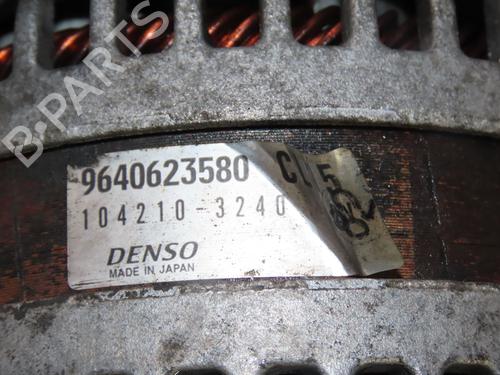 B-PARTS
9640623580
104210-3240
DENSO
MADE IN JAPAN